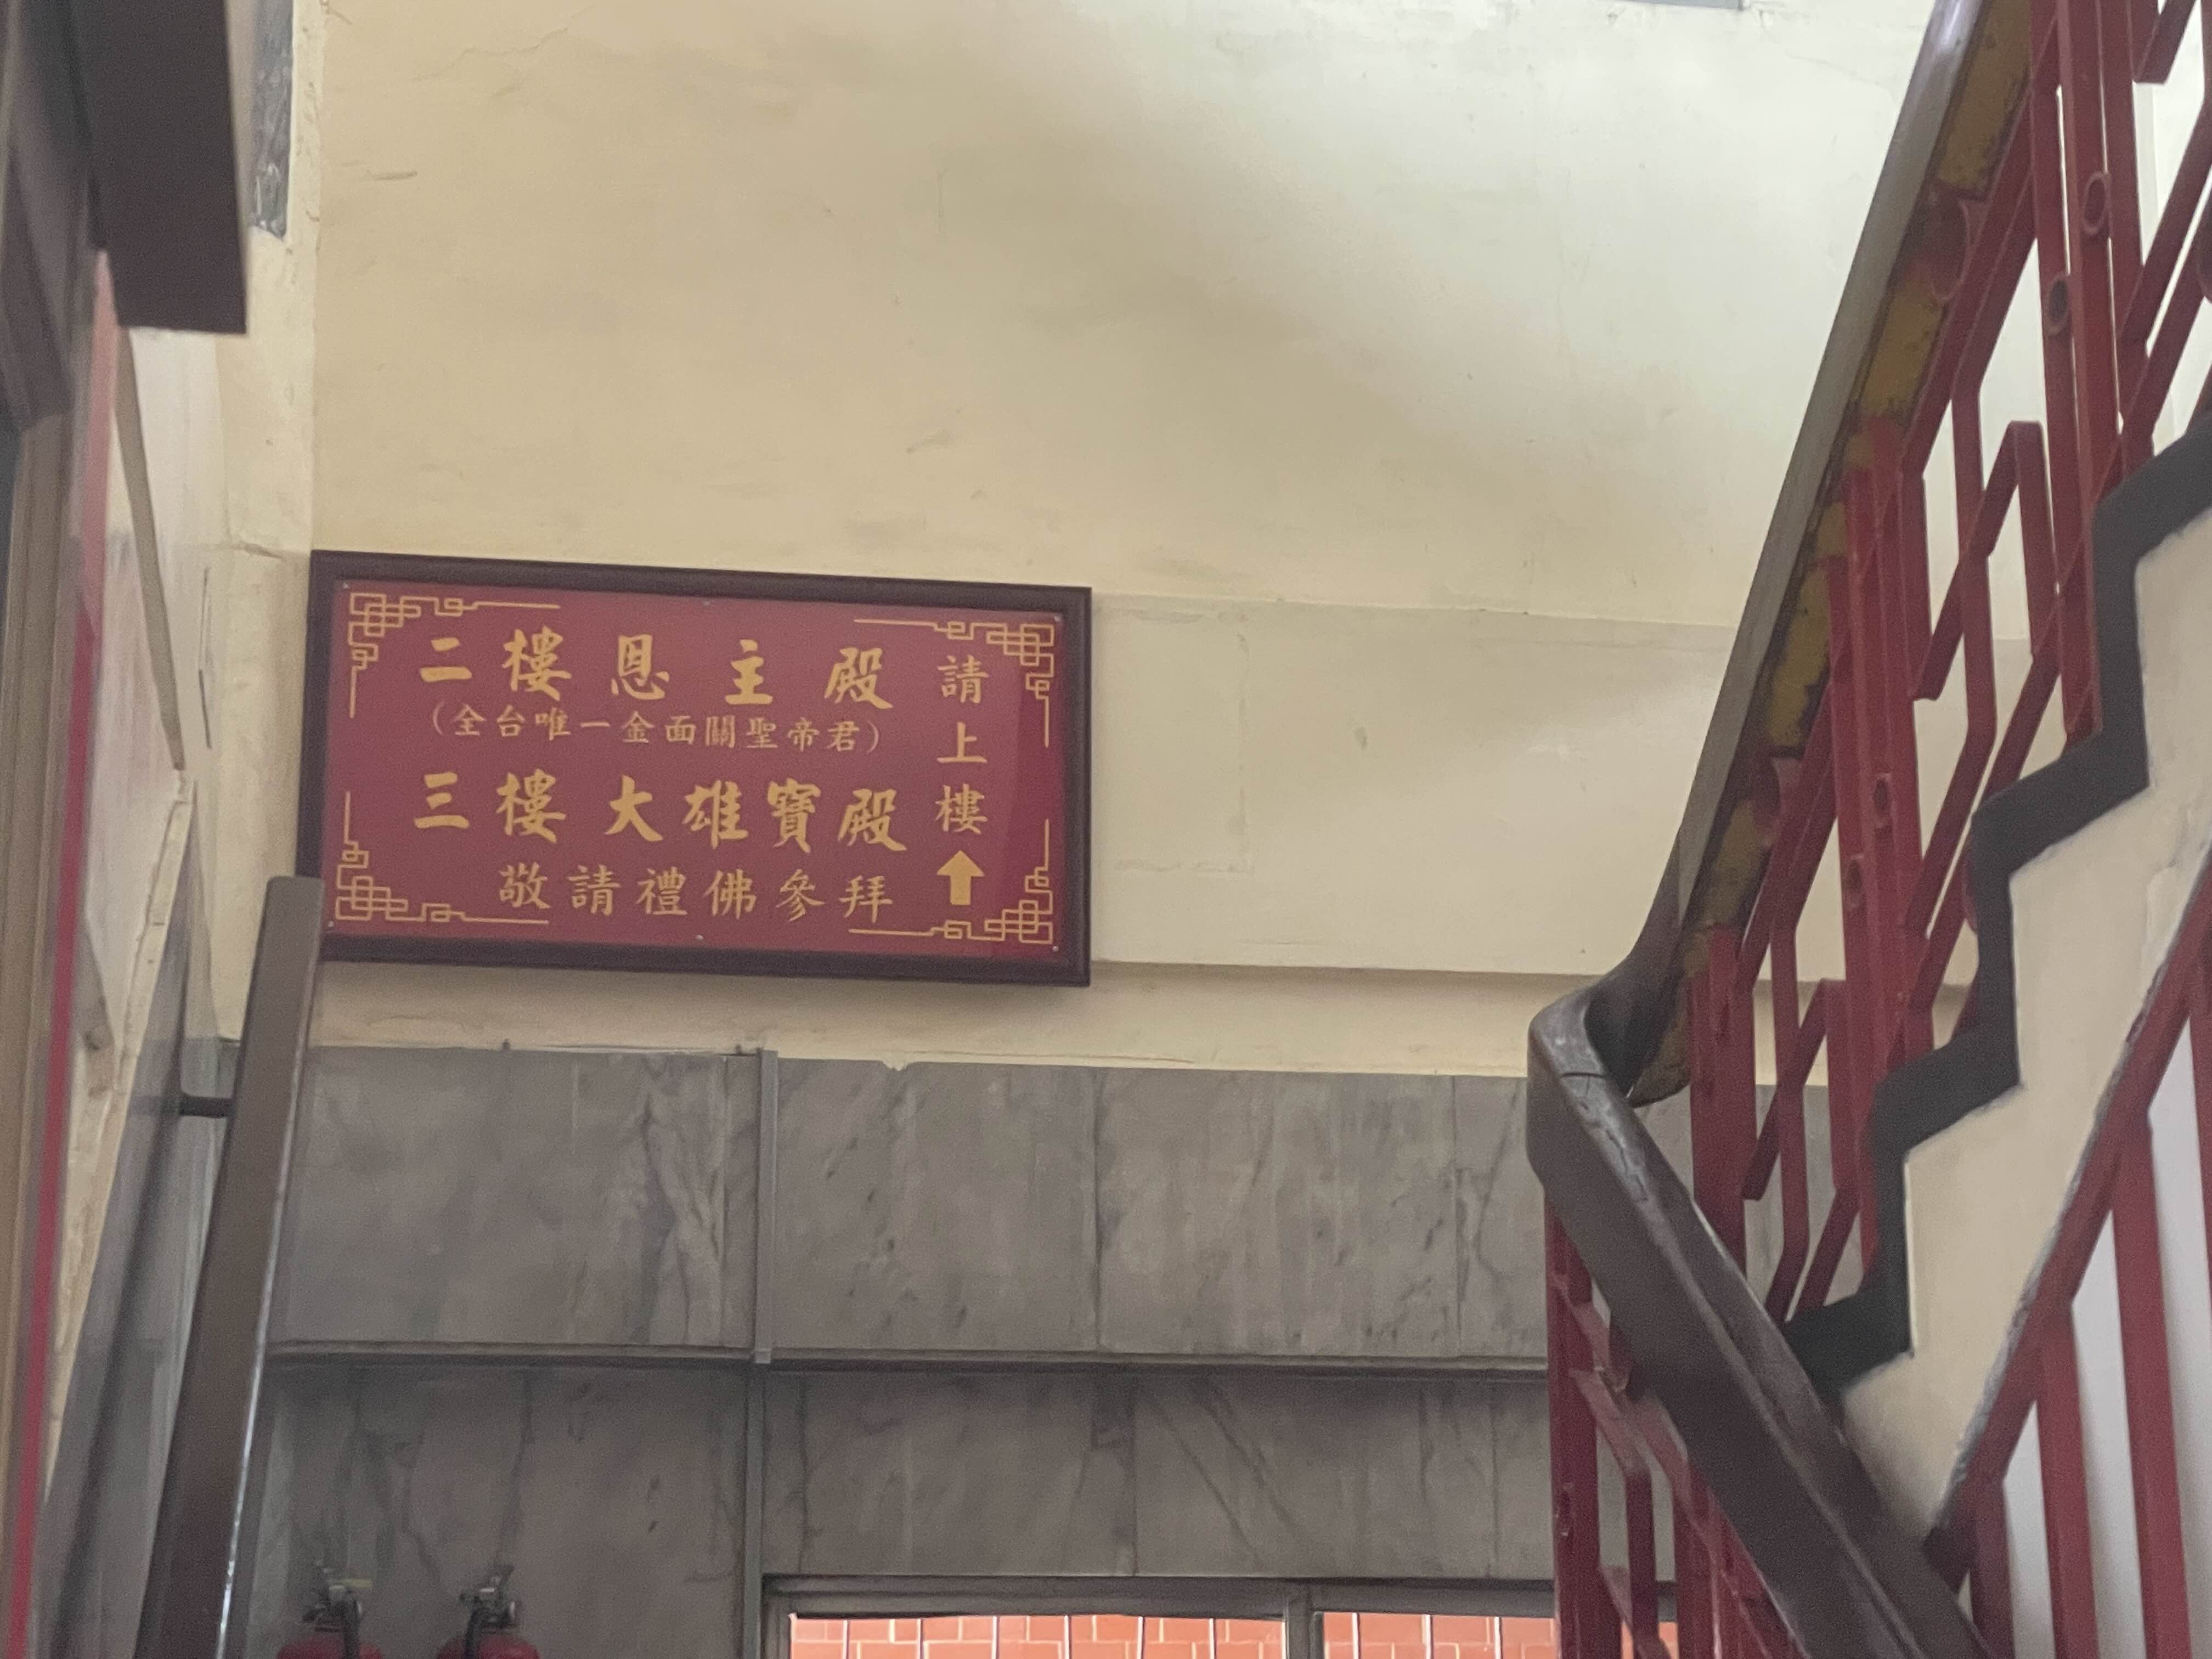 二樓恩主殿
（全台唯一金面關聖帝君）
三樓大雄寶殿
敬請禮佛參拜
請上樓